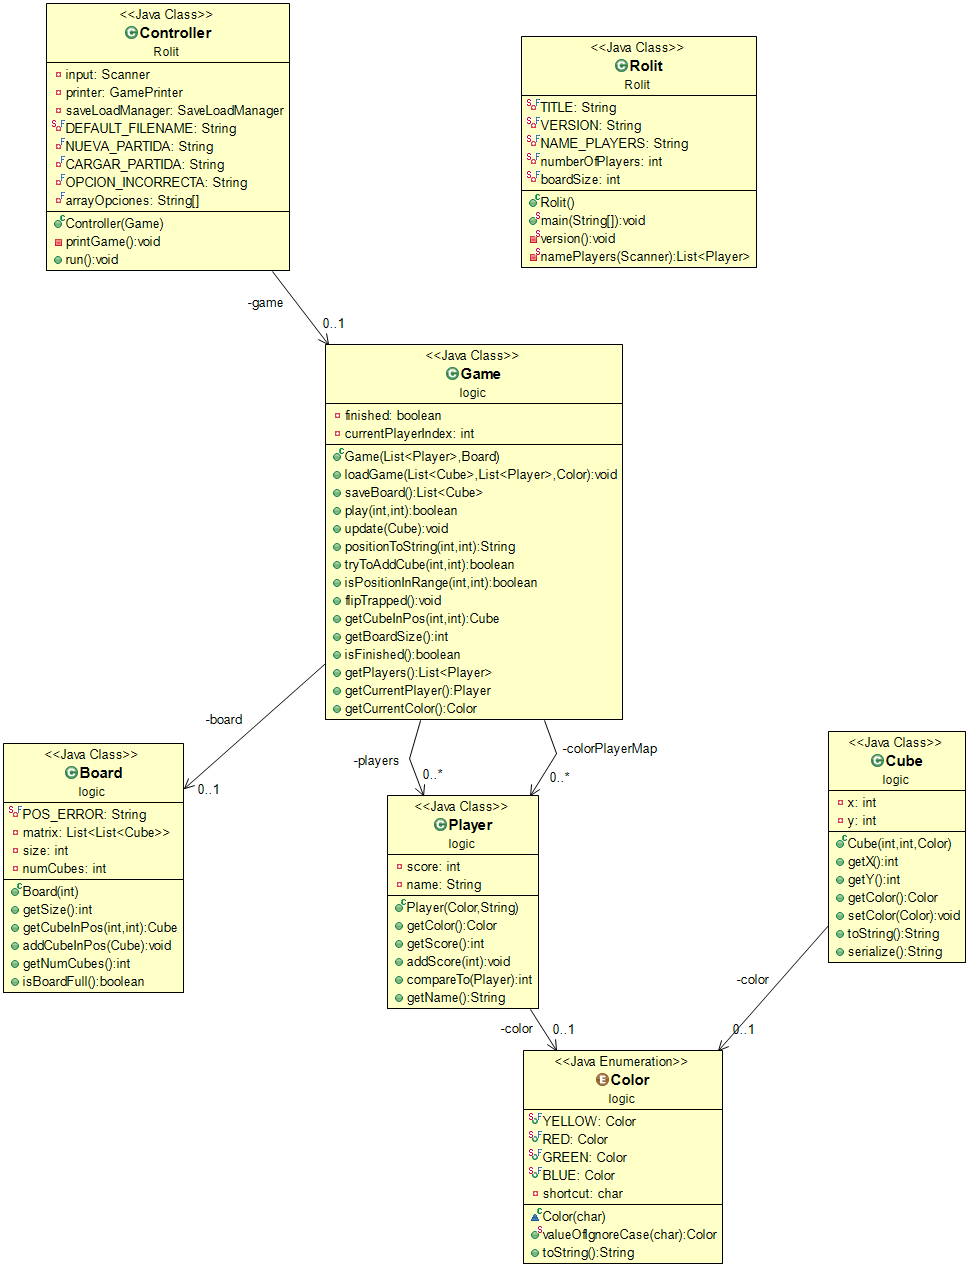 <<Java Class>>
Controller
Rolit
input: Scanner
printer: GamePrinter
saveLoadManager: SaveLoadManager
DEFAULT_FILENAME: String
NUEVA_PARTIDA: String
CARGAR_PARTIDA: String
OPCION_INCORRECTA: String
arrayOpciones: String[]
Controller(Game)
printGame():void
run():void
<<Java Class>>
Rolit
Rolit
TITLE: String
VERSION: String
NAME_PLAYERS: String
numberOfPlayers: int
boardSize: int
Rolit()
main(String[]):void
version():void
namePlayers(Scanner):List<Player>
-game
0..1
<<Java Class>>
Game
logic
finished: boolean
currentPlayerIndex: int
Game(List<Player>,Board)
loadGame(List<Cube>,List<Player>,Color):void
saveBoard():List<Cube>
play(int,int):boolean
update(Cube):void
positionToString(int,int):String
tryToAddCube(int,int):boolean
isPositionInRange(int,int):boolean
flipTrapped():void
getCubeInPos(int,int):Cube
getBoardSize():int
isFinished():boolean
getPlayers():List<Player>
getCurrentPlayer():Player
getCurrentColor():Color
-board
0..1
-players
0..*
-colorPlayerMap
0..*
<<Java Class>>
Board
logic
POS_ERROR: String
matrix: List<List<Cube>>
size: int
numCubes: int
Board(int)
getSize():int
getCubeInPos(int,int):Cube
addCubeInPos(Cube):void
getNumCubes():int
isBoardFull():boolean
<<Java Class>>
Player
logic
score: int
name: String
Player(Color,String)
getColor():Color
getScore():int
addScore(int):void
compareTo(Player):int
getName():String
<<Java Class>>
Cube
logic
x: int
y: int
Cube(int,int,Color)
getX():int
getY():int
getColor():Color
setColor(Color):void
toString():String
serialize():String
-color
0..1
-color
0..1
<<Java Enumeration>>
Color
logic
YELLOW: Color
RED: Color
GREEN: Color
BLUE: Color
shortcut: char
Color(char)
valueOfIgnoreCase(char):Color
toString():String